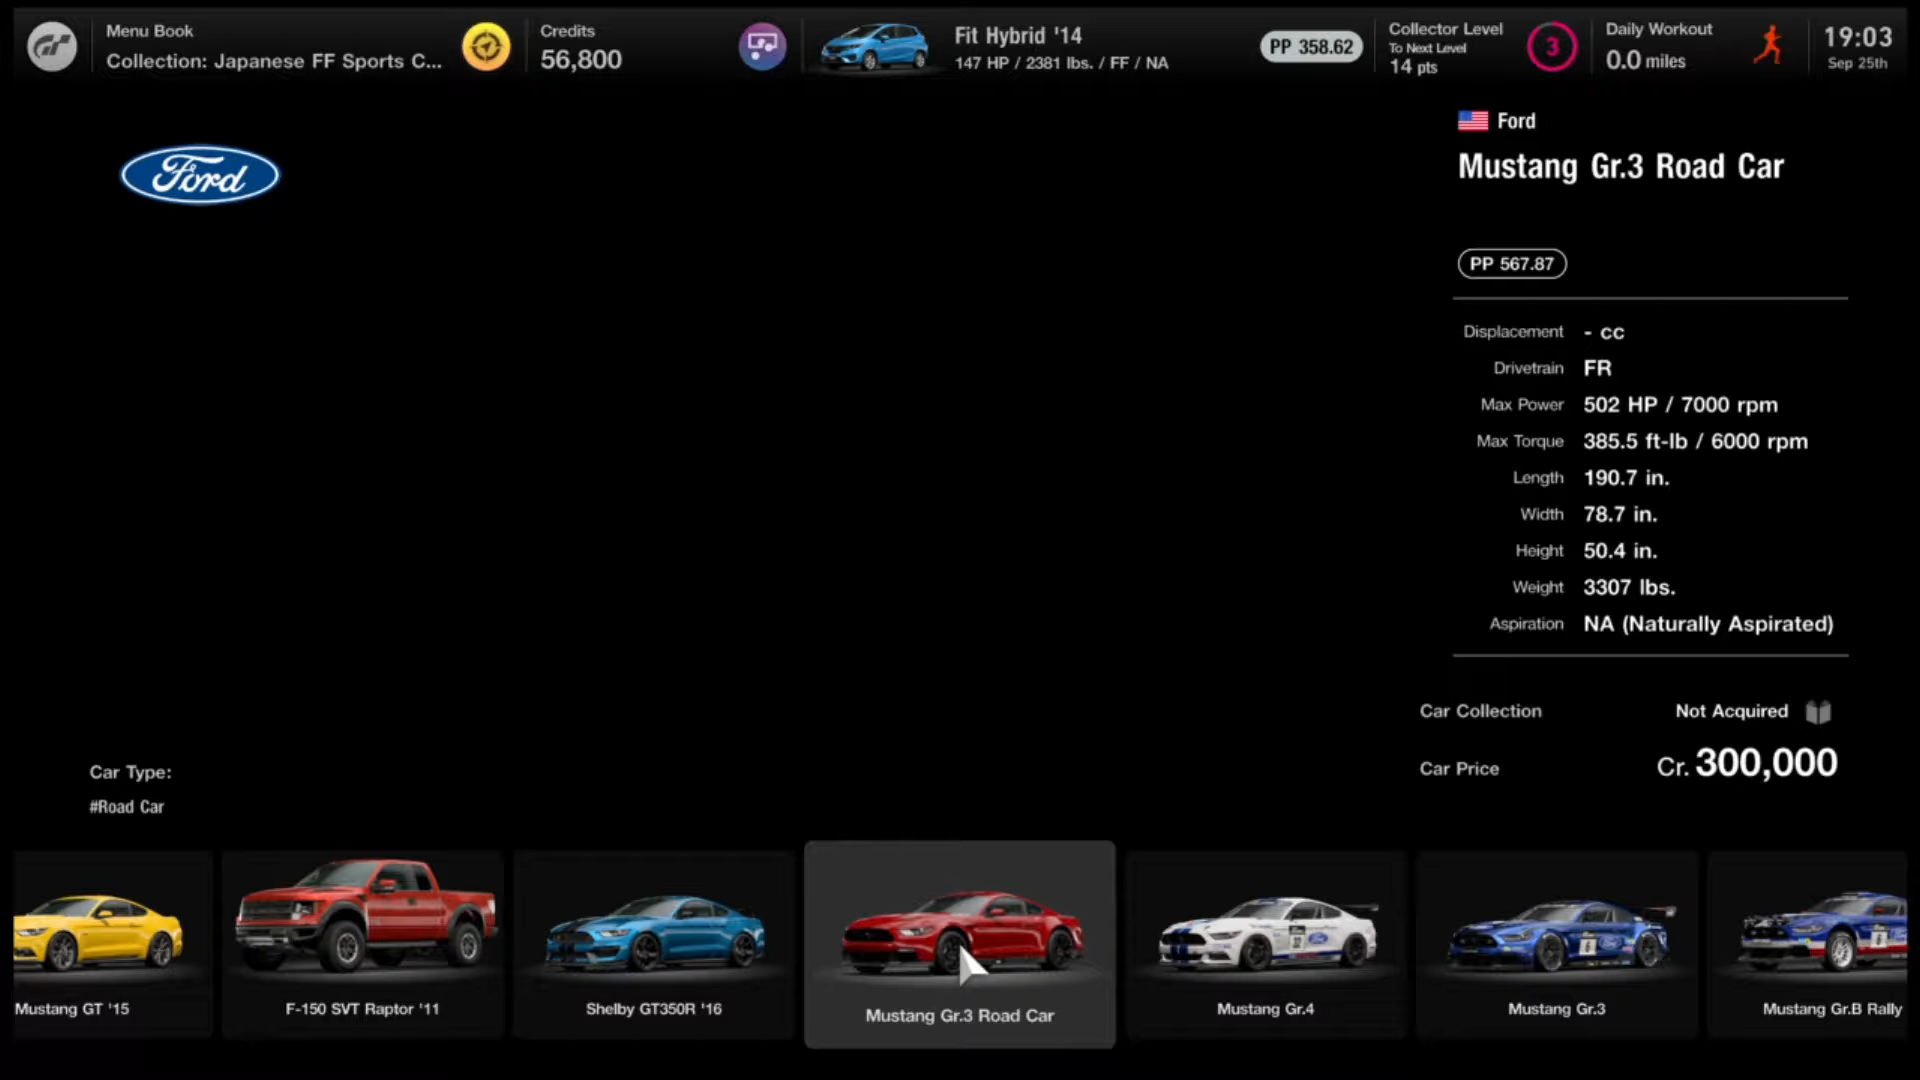 Menu Book
Collection: Japanese FF Sports C...
Credits
56,800
Fit Hybrid '14
147 HP / 2381 lbs. / FF / NA
PP 358.62
Collector Level
To Next Level
14 pts
3
Daily Workout
0.0 miles
19:03
Sep 25th
Ford
Ford
Mustang Gr.3 Road Car
PP 567.87
Displacement - cc
Drivetrain FR
Max Power 502 HP / 7000 rpm
Max Torque 385.5 ft-lb / 6000 rpm
Length 190.7 in.
Width 78.7 in.
Height 50.4 in.
Weight 3307 lbs.
Aspiration NA (Naturally Aspirated)
Car Collection Not Acquired
Car Price Cr. 300,000
Car Type:
#Road Car
Mustang GT '15
F-150 SVT Raptor '11
Shelby GT350R '16
Mustang Gr.3 Road Car
Mustang Gr.4
Mustang Gr.3
Mustang Gr.B Rally